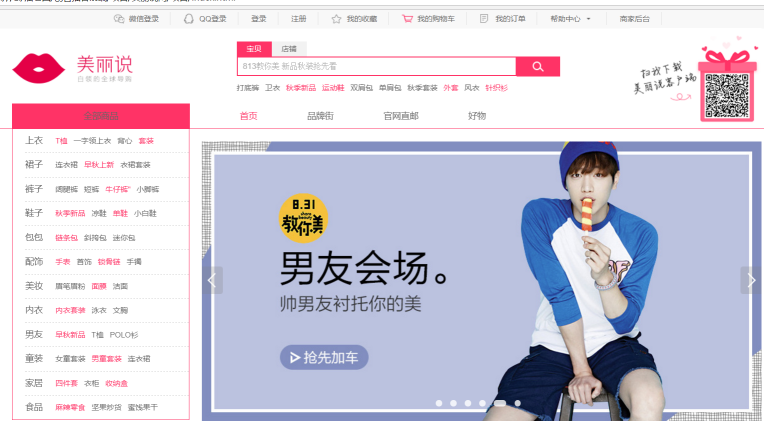 微信登录 QQ登录 登录 注册 我的收藏 我的购物车 我的订单 帮助中心 商家后台
宝贝 店铺
美丽说
白领的全球导购
813教你美 新品秋装抢先看
打底裤 卫衣 秋季新品 运动鞋 双肩包 单肩包 秋季套装 外套 风衣 针织衫
扫我下载
美丽说客户端
首页 品牌街 官网直邮 好物
上衣 T恤 一字领上衣 背心 套装
裙子 连衣裙 早秋上新 衣裙套装
裤子 阔腿裤 短裤 牛仔裤" 小脚裤
鞋子 秋季新品 凉鞋 单鞋 小白鞋
包包 链条包 斜挎包 迷你包
配饰 手表 首饰 锁骨链 手镯
美妆 眉笔眉粉 面膜 洁面
内衣 内衣套装 泳衣 文胸
男友 早秋新品 T恤 POLO衫
童装 女童套装 男童套装 连衣裙
家居 四件套 衣柜 收纳盒
食品 麻辣零食 坚果炒货 蜜饯果干
8.31
教你美
男友会场。
帅男友衬托你的美
抢先加车